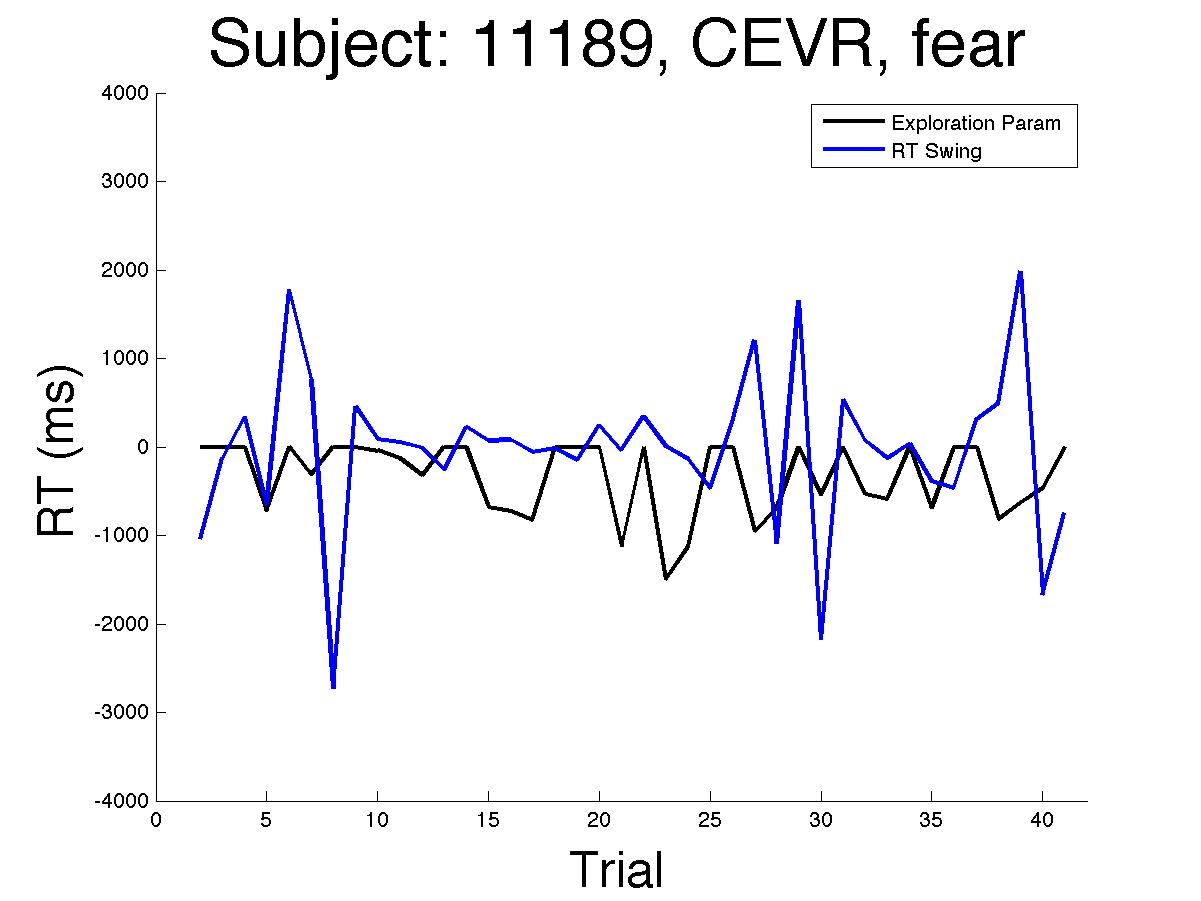 Subject: 11189, CEVR, fear
4000
3000
2000
1000
0
-1000
-2000
-3000
-4000
RT (ms)
Exploration Param
RT Swing
0 5 10 15 20 25 30 35 40
Trial